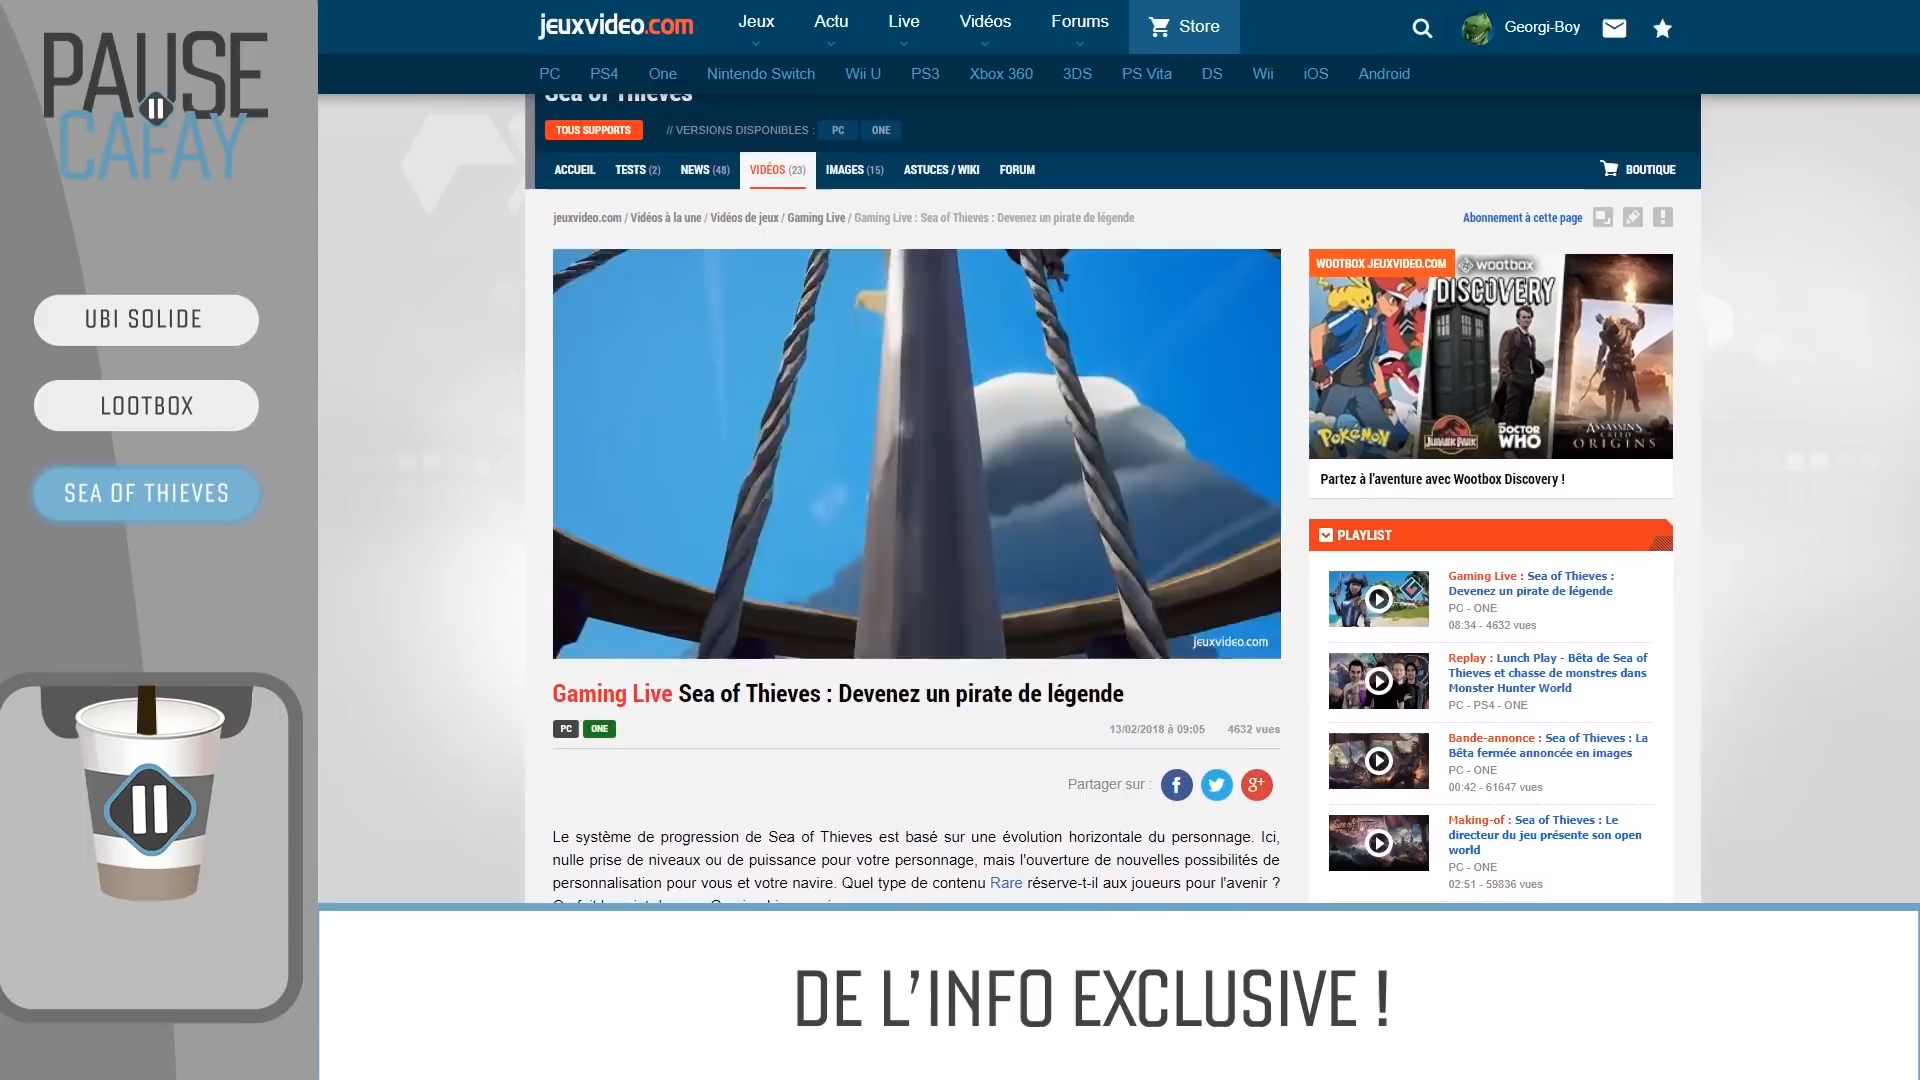 PAUSE
CAFAY
UBI SOLIDE
LOOTBOX
SEA OF THIEVES
jeuxvideo.com
Jeux Actu Live Vidéos Forums Store Georgi-Boy
PC PS4 One Nintendo Switch Wii U PS3 Xbox 360 3DS PS Vita DS Wii iOS Android
Sea of Thieves
TOUS SUPPORTS // VERSIONS DISPONIBLES : PC ONE
ACCUEIL TESTS (2) NEWS (48) VIDÉOS (23) IMAGES (15) ASTUCES / WIKI FORUM BOUTIQUE
jeuxvideo.com / Vidéos à la une / Vidéos de jeux / Gaming Live / Gaming Live : Sea of Thieves : Devenez un pirate de légende
Abonnement à cette page
jeuxvideo.com
Gaming Live Sea of Thieves : Devenez un pirate de légende
PC ONE 13/02/2018 à 09:05 4632 vues
Partager sur :
Le système de progression de Sea of Thieves est basé sur une évolution horizontale du personnage. Ici,
nulle prise de niveaux ou de puissance pour votre personnage, mais l'ouverture de nouvelles possibilités de
personnalisation pour vous et votre navire. Quel type de contenu Rare réserve-t-il aux joueurs pour l'avenir ?
WOOTBOX JEUXVIDEO.COM
wootbox
DISCOVERY
POKÉMON
JURASSIC PARK
DOCTOR WHO
ASSASSIN'S CREED
ORIGINS
Partez à l'aventure avec Wootbox Discovery !
PLAYLIST
Gaming Live : Sea of Thieves :
Devenez un pirate de légende
PC - ONE
08:34 - 4632 vues
Replay : Lunch Play - Bêta de Sea of
Thieves et chasse de monstres dans
Monster Hunter World
PC - PS4 - ONE
Bande-annonce : Sea of Thieves : La
Bêta fermée annoncée en images
PC - ONE
00:42 - 61647 vues
Making-of : Sea of Thieves : Le
directeur du jeu présente son open
world
PC - ONE
02:51 - 59836 vues
DE L'INFO EXCLUSIVE !